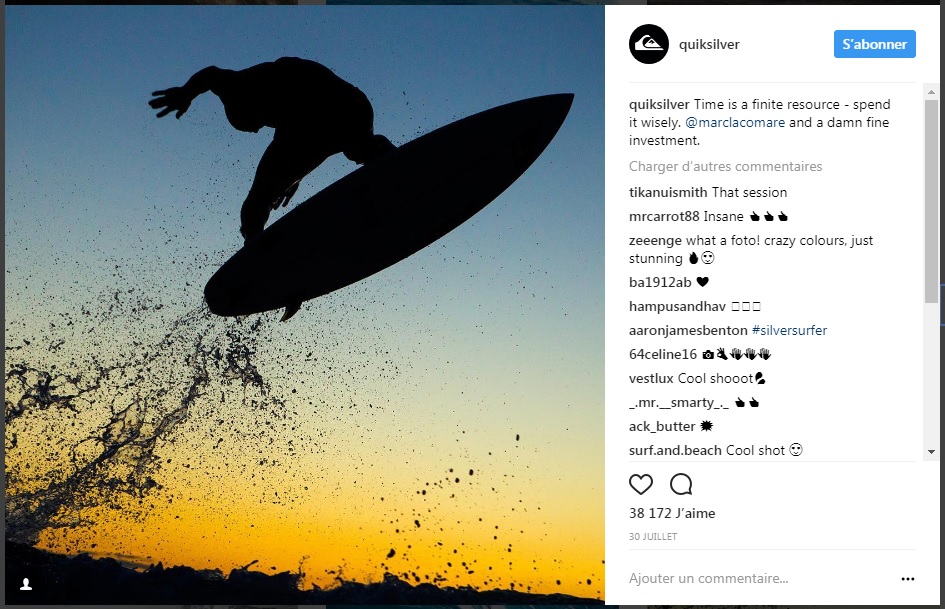 quiksilver
S'abonner
quiksilver Time is a finite resource - spend
it wisely. @marclacomare and a damn fine
investment.
Charger d'autres commentaires
tikanuismith That session
mrcarrot88 Insane
zeeenge what a foto! crazy colours, just
stunning
ba1912ab
hampusandhav
aaronjamesbenton #silversurfer
64celine16
vestlux Cool shooot
_.mr.__smarty_._
ack_butter
surf.and.beach Cool shot
38 172 J'aime
30 JUILLET
Ajouter un commentaire...